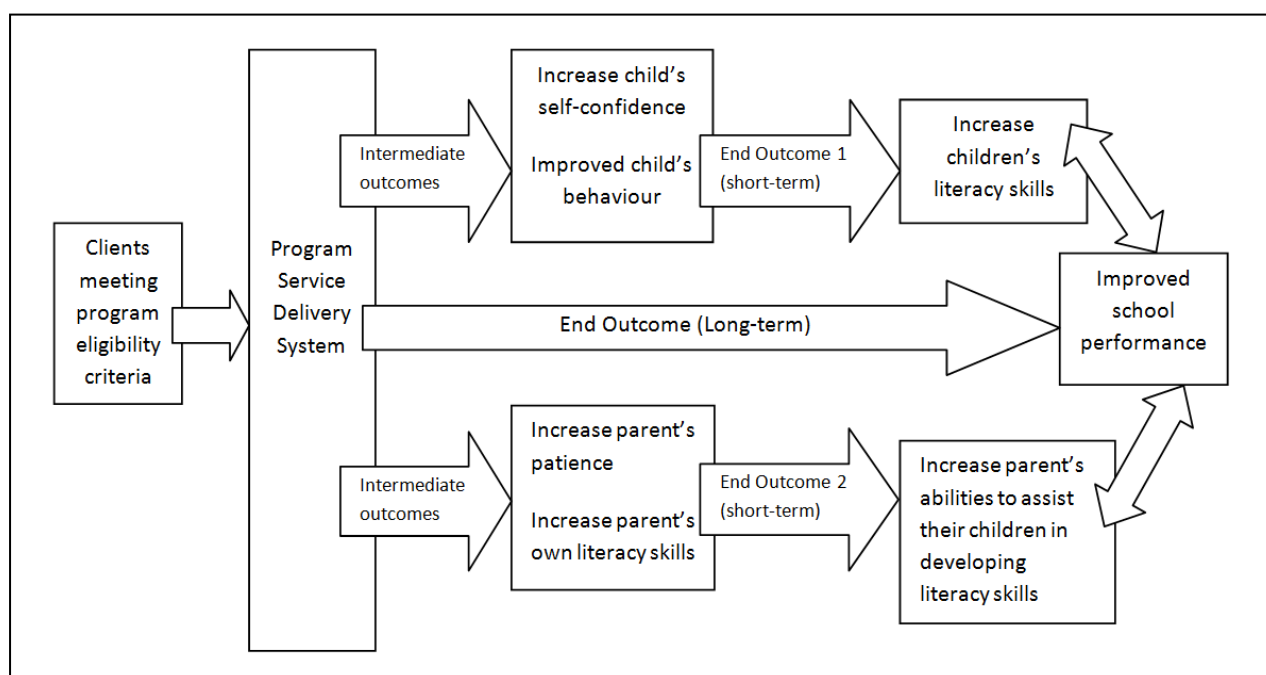 Clients
meeting
program
eligibility
criteria
Program
Service
Delivery
System
Intermediate
outcomes
Increase child’s
self-confidence
Improved child’s
behaviour
End Outcome 1
(short-term)
Increase
children’s
literacy skills
End Outcome (Long-term)
Improved
school
performance
Intermediate
outcomes
Increase parent’s
patience
Increase parent’s
own literacy skills
End Outcome 2
(short-term)
Increase parent’s
abilities to assist
their children in
developing
literacy skills